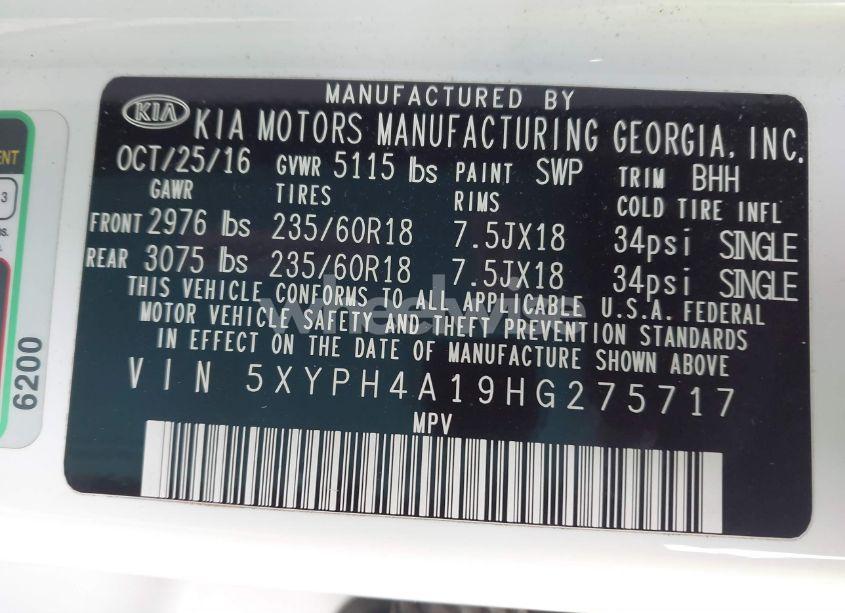 MANUFACTURED BY
KIA KIA MOTORS MANUFACTURING GEORGIA, INC.
OCT/25/16 GVWR 5115 lbs PAINT SWP TRIM BHH
GAWR TIRES RIMS COLD TIRE INFL
FRONT 2976 lbs 235/60R18 7.5JX18 34psi SINGLE
REAR 3075 lbs 235/60R18 7.5JX18 34psi SINGLE
THIS VEHICLE CONFORMS TO ALL APPLICABLE U.S.A. FEDERAL
MOTOR VEHICLE SAFETY AND THEFT PREVENTION STANDARDS
IN EFFECT ON THE DATE OF MANUFACTURE SHOWN ABOVE
VIN 5XYPH4A19HG275717
MPV
6200